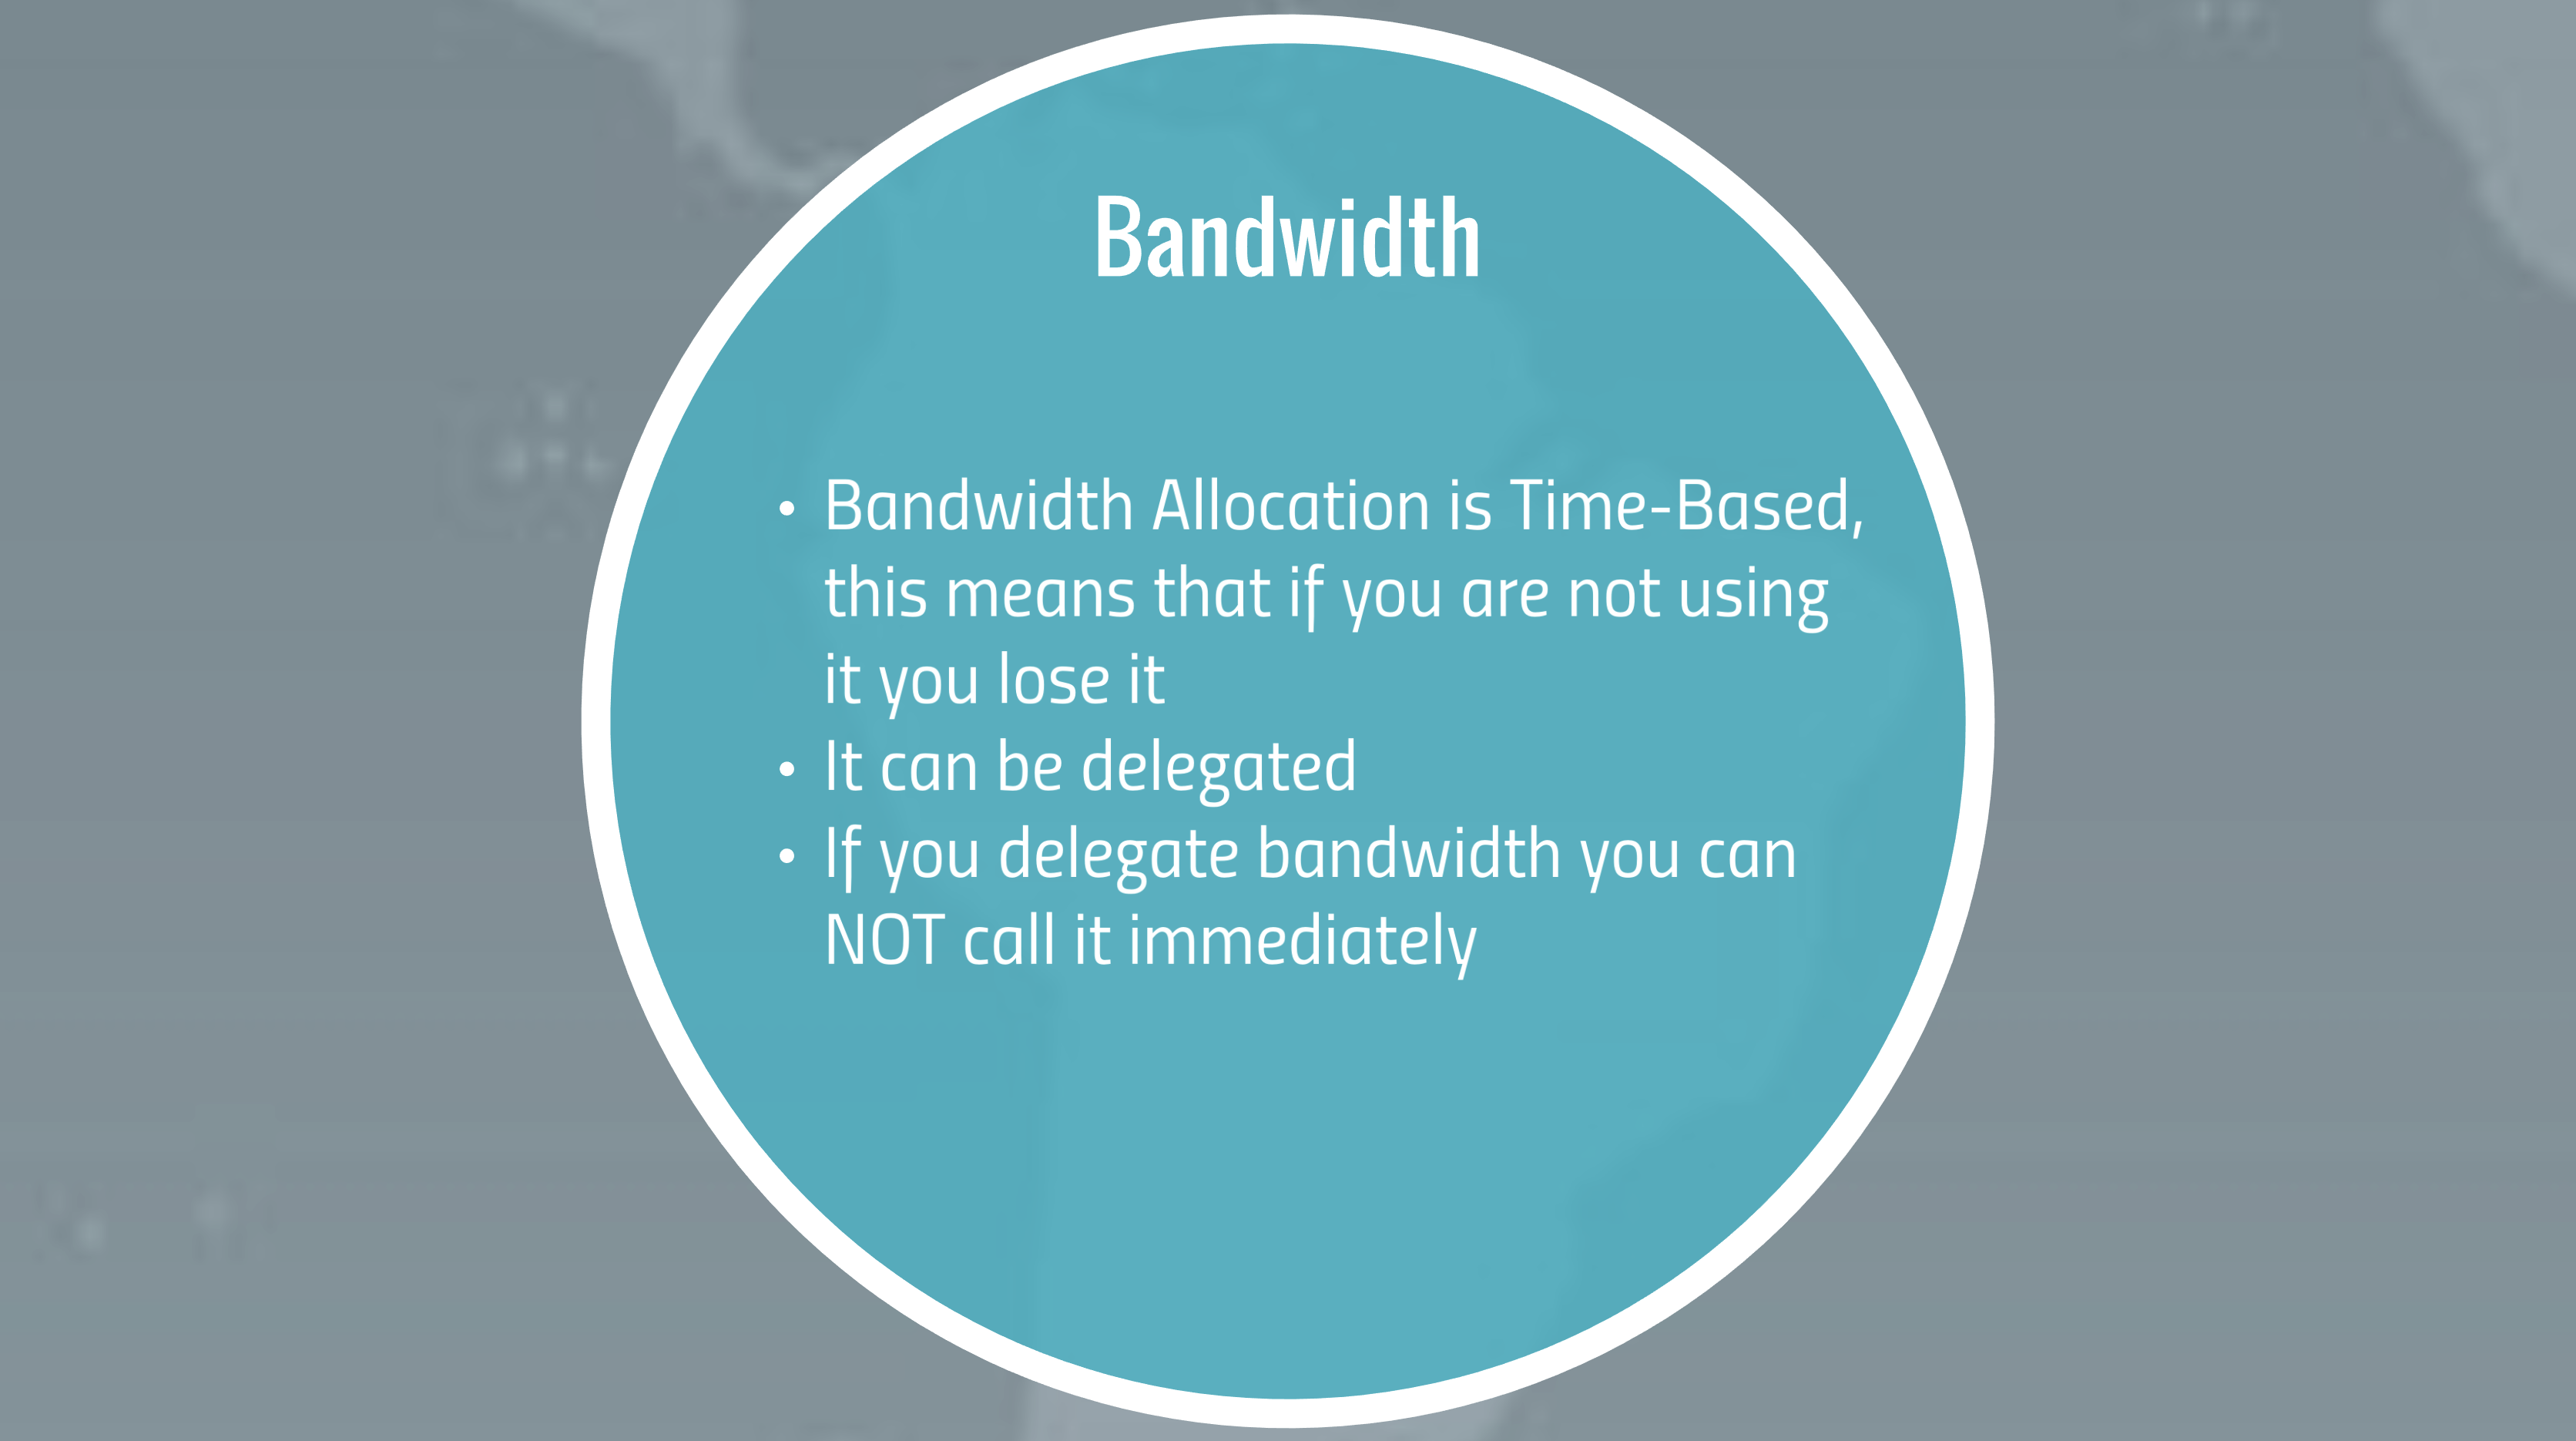 Bandwidth
• Bandwidth Allocation is Time-Based,
this means that if you are not using
it you lose it
• It can be delegated
• If you delegate bandwidth you can
NOT call it immediately